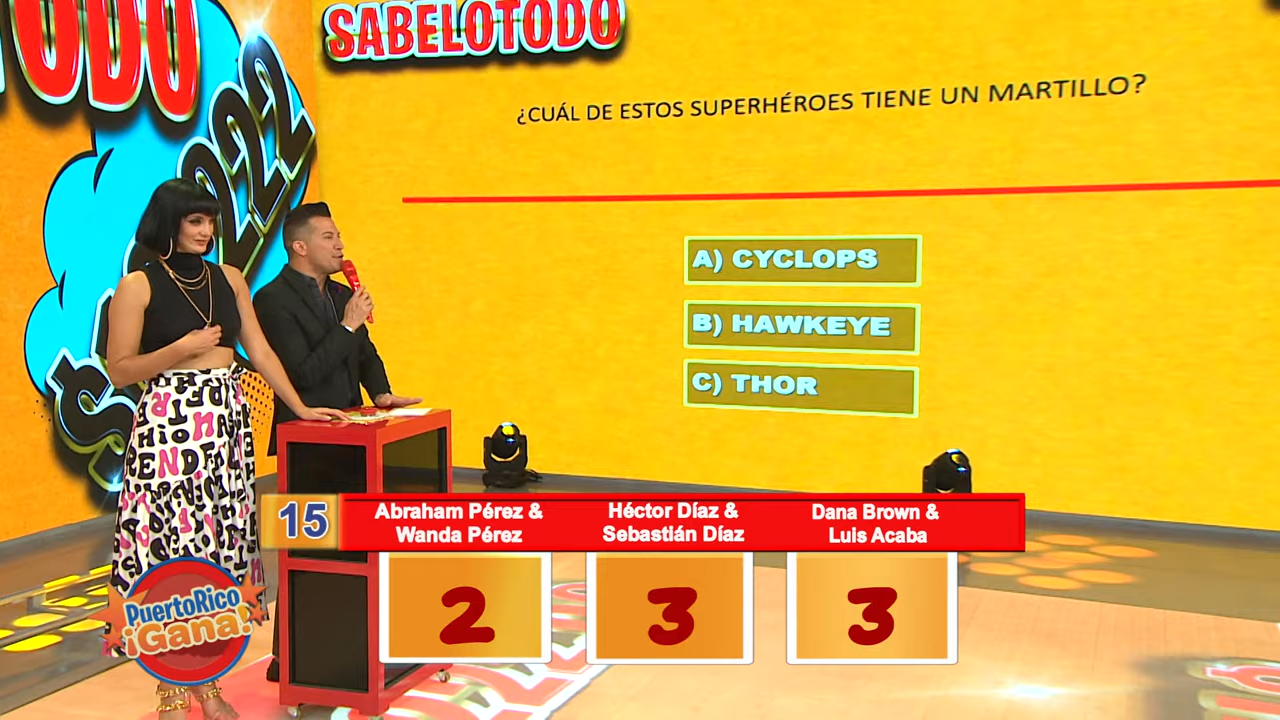 SABELOTODO
¿CUÁL DE ESTOS SUPERHÉROES TIENE UN MARTILLO?
A) CYCLOPS
B) HAWKEYE
C) THOR
15
Abraham Pérez &
Wanda Pérez
Héctor Díaz &
Sebastián Díaz
Dana Brown &
Luis Acaba
2
3
3
PuertoRico
¡Gana!